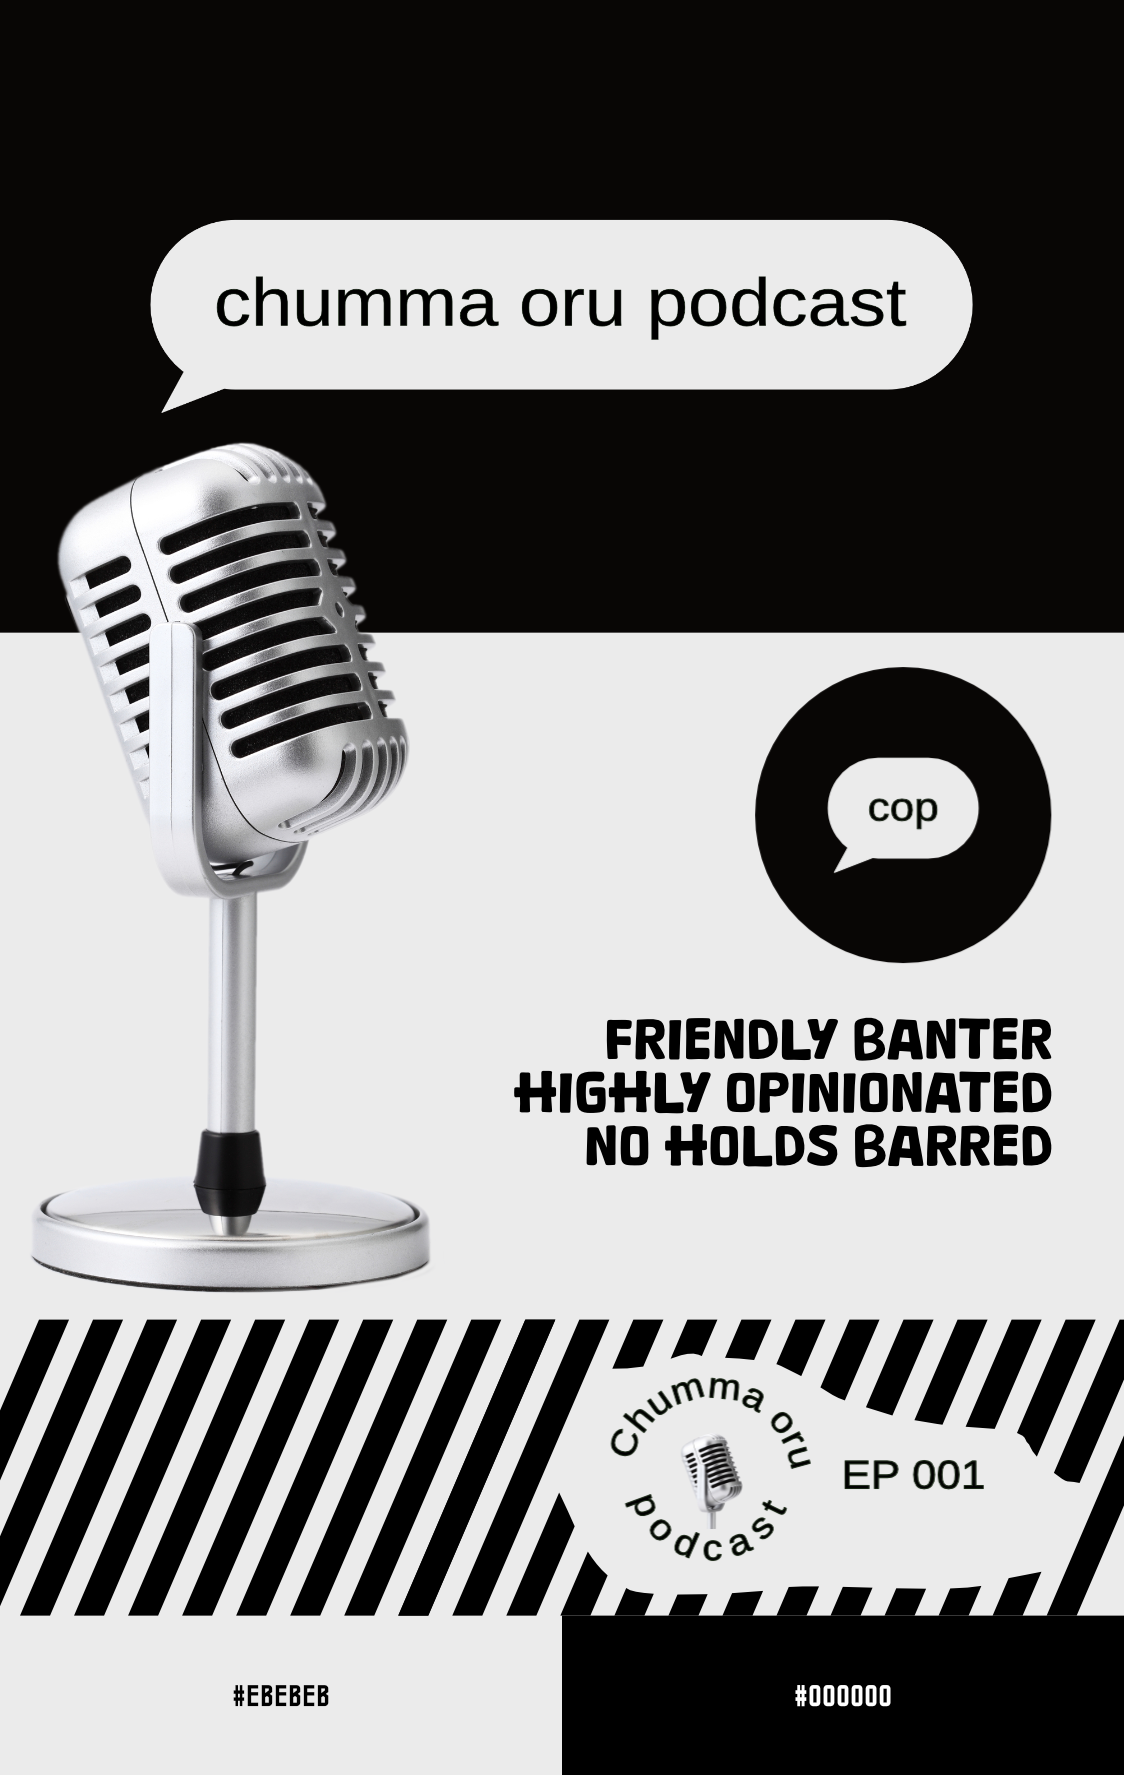 chumma oru podcast
cop
FRIENDLY BANTER
HIGHLY OPINIONATED
NO HOLDS BARRED
Chumma oru
podcast
EP 001
#EBEBEB
#000000